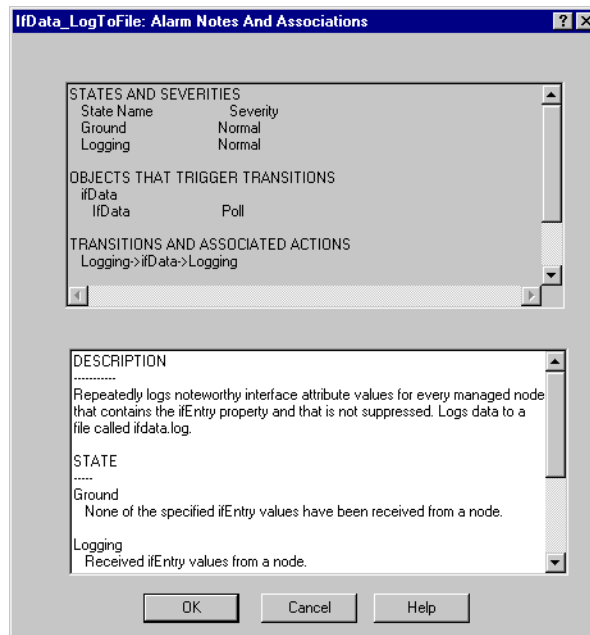 IfData_LogToFile: Alarm Notes And Associations
STATES AND SEVERITIES
State Name Severity
Ground Normal
Logging Normal
OBJECTS THAT TRIGGER TRANSITIONS
ifData
IfData Poll
TRANSITIONS AND ASSOCIATED ACTIONS
Logging->ifData->Logging
DESCRIPTION
-----------
Repeatedly logs noteworthy interface attribute values for every managed node
that contains the ifEntry property and that is not suppressed. Logs data to a
file called ifdata.log.
STATE
-----
Ground
None of the specified ifEntry values have been received from a node.
Logging
Received ifEntry values from a node.
OK Cancel Help